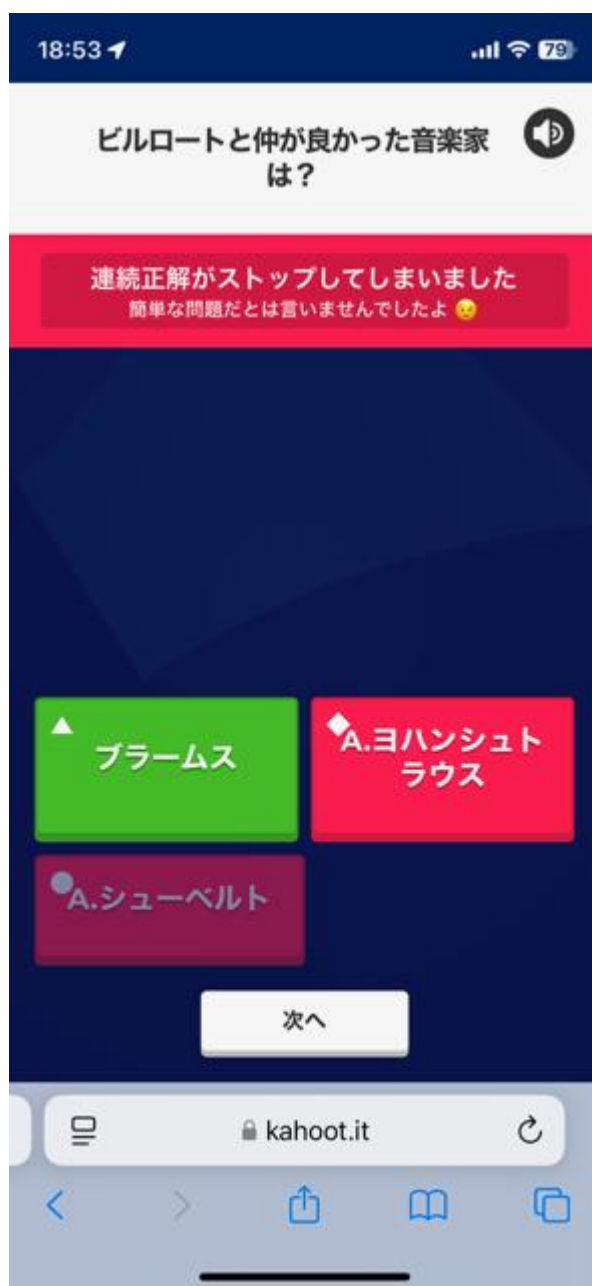 18:53
79
ビルロートと仲が良かった音楽家
は？
連続正解がストップしてしまいました
簡単な問題だとは言いませんでしたよ 😉
ブラームス
A.ヨハンシュト
ラウス
A.シューベルト
次へ
kahoot.it